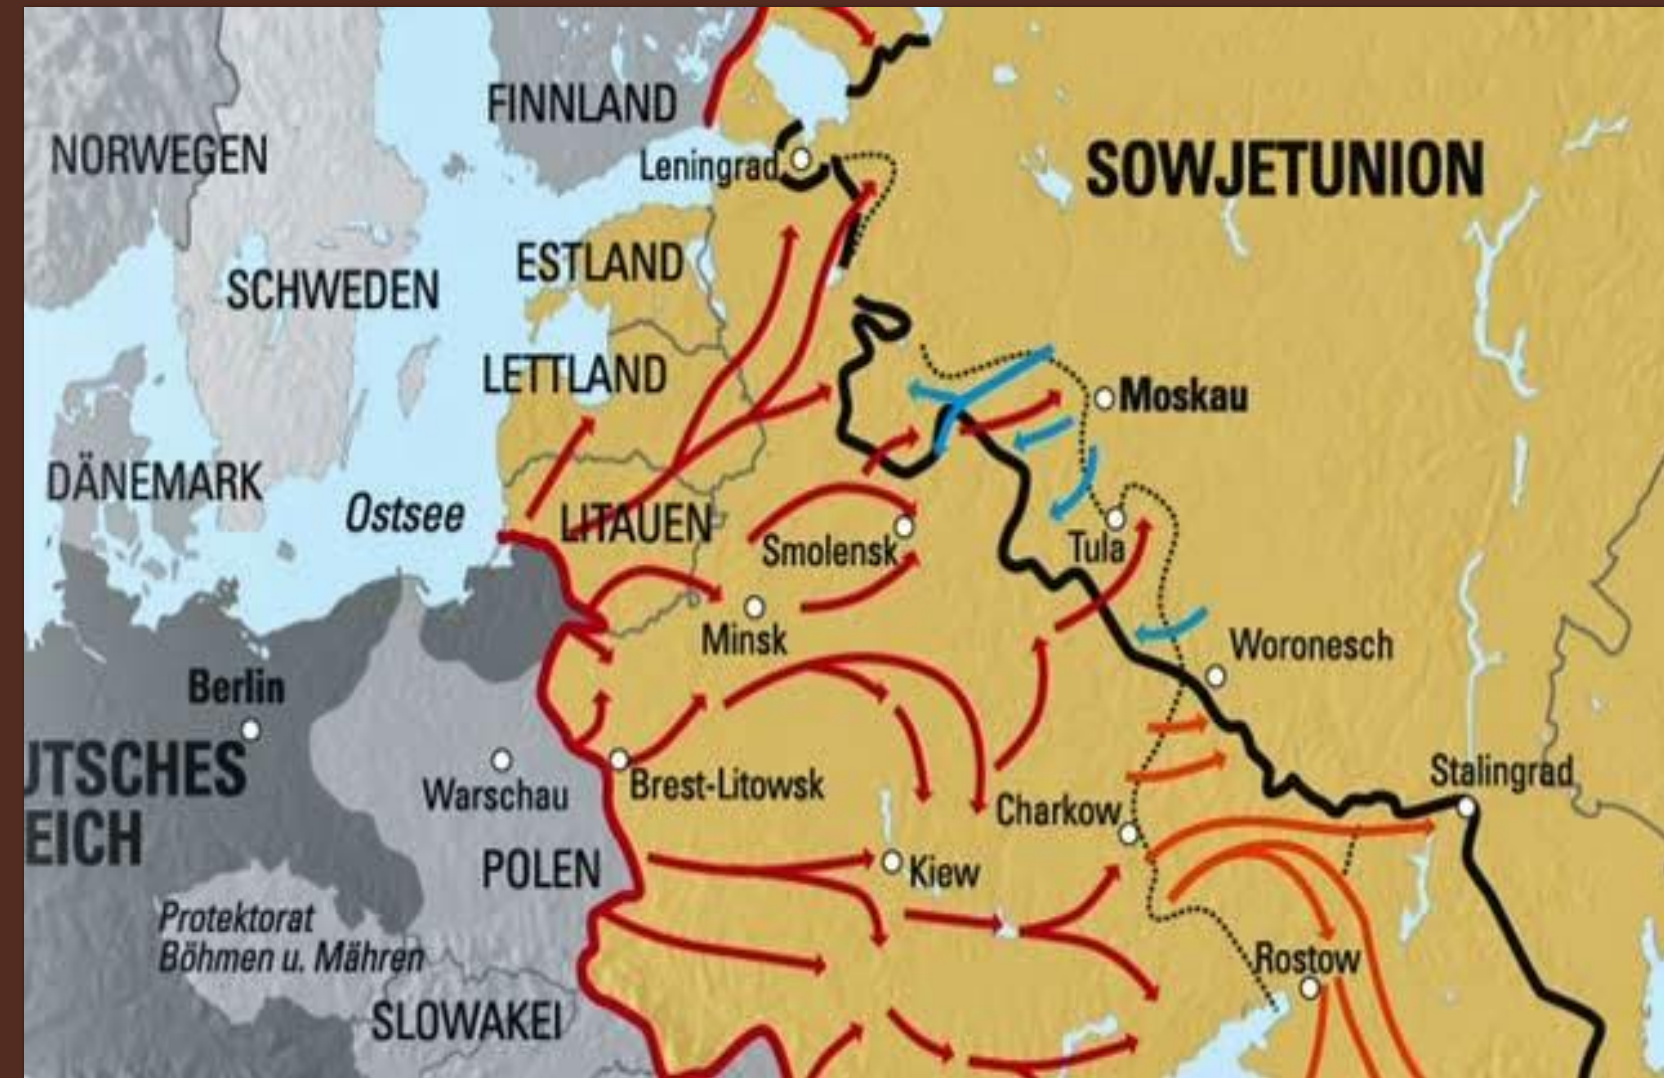 FINNLAND
NORWEGEN
Leningrad
SOWJETUNION
ESTLAND
SCHWEDEN
LETTLAND
Moskau
DÄNEMARK
Ostsee
LITAUEN
Smolensk
Tula
Minsk
Woronesch
Berlin
UTSCHES
EICH
Warschau
Brest-Litowsk
Stalingrad
Charkow
POLEN
Kiew
Protektorat
Böhmen u. Mähren
Rostow
SLOWAKEI